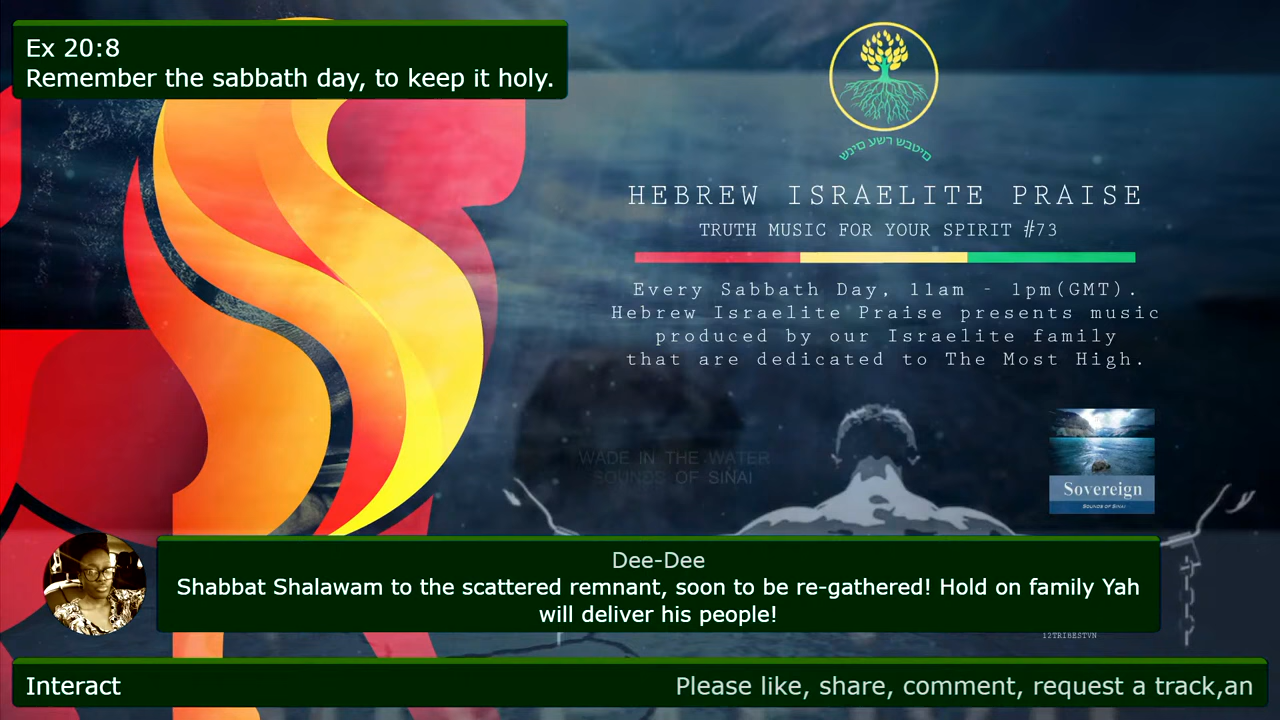 Ex 20:8
Remember the sabbath day, to keep it holy.
שנים עשר שבטים
HEBREW ISRAELITE PRAISE
TRUTH MUSIC FOR YOUR SPIRIT #73
Every Sabbath Day, 11am - 1pm(GMT).
Hebrew Israelite Praise presents music
produced by our Israelite family
that are dedicated to The Most High.
WADE IN THE WATER
SOUNDS OF SINAI
Sovereign
SOUNDS OF SINAI
Dee-Dee
Shabbat Shalawam to the scattered remnant, soon to be re-gathered! Hold on family Yah
will deliver his people!
12TRIBESTVN
Interact
Please like, share, comment, request a track,an